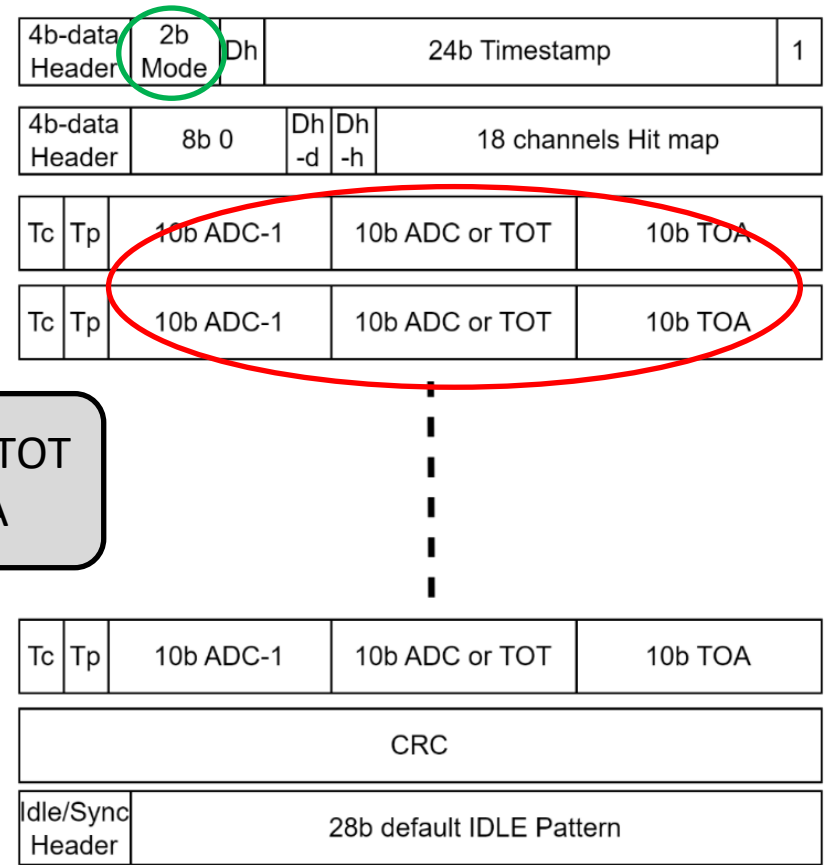 4b-data Header 2b Mode Dh 24b Timestamp 1
4b-data Header 8b 0 Dh -d Dh -h 18 channels Hit map
Tc Tp 10b ADC-1 10b ADC or TOT 10b TOA
Tc Tp 10b ADC-1 10b ADC or TOT 10b TOA
TOT
A
Tc Tp 10b ADC-1 10b ADC or TOT 10b TOA
CRC
Idle/Sync Header 28b default IDLE Pattern